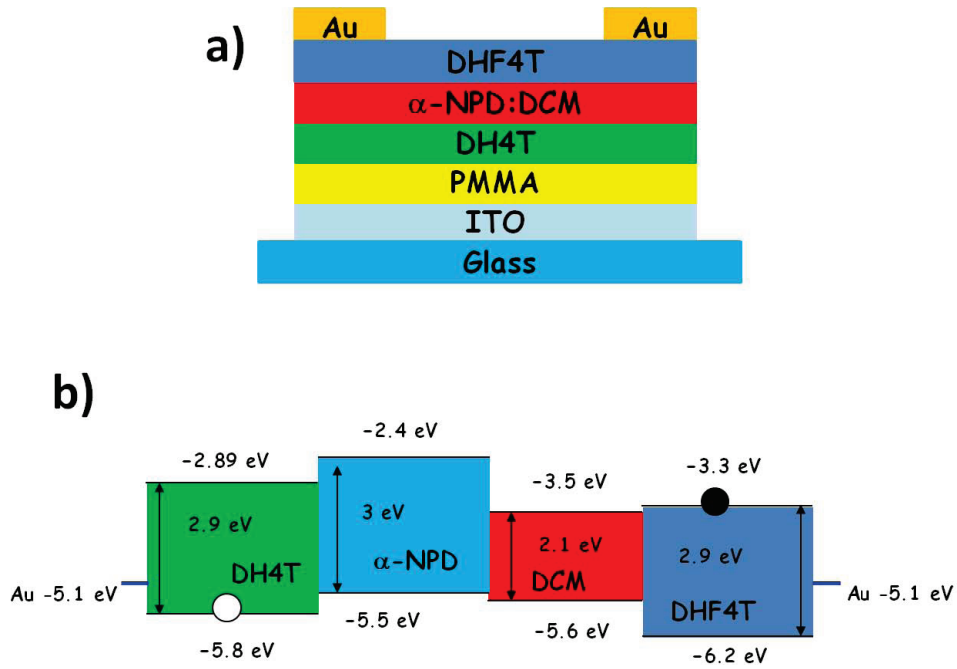 a)
Au Au
DHF4T
α-NPD:DCM
DH4T
PMMA
ITO
Glass
b)
-2.4 eV
-2.89 eV
-3.5 eV
-3.3 eV
2.9 eV
3 eV
2.1 eV
2.9 eV
DH4T
α-NPD
DCM
DHF4T
Au -5.1 eV
Au -5.1 eV
-5.8 eV
-5.5 eV
-5.6 eV
-6.2 eV